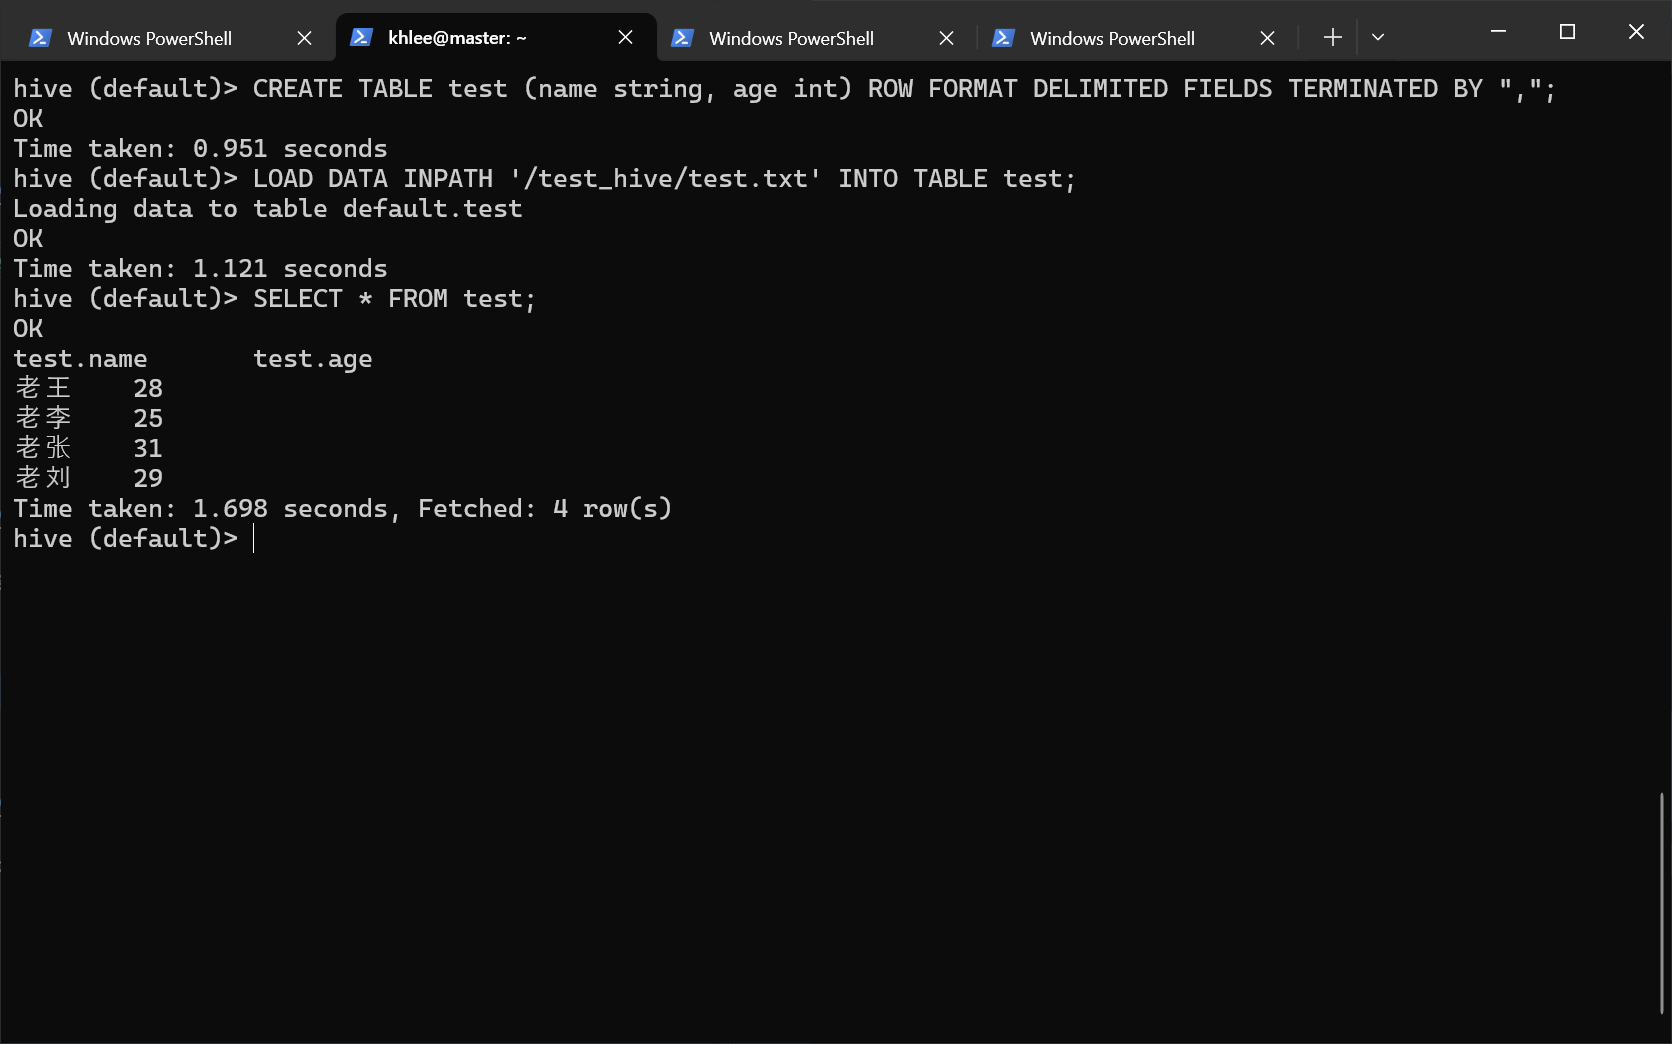 Windows PowerShell
khlee@master: ~
Windows PowerShell
Windows PowerShell
hive (default)> CREATE TABLE test (name string, age int) ROW FORMAT DELIMITED FIELDS TERMINATED BY ",";
OK
Time taken: 0.951 seconds
hive (default)> LOAD DATA INPATH '/test_hive/test.txt' INTO TABLE test;
Loading data to table default.test
OK
Time taken: 1.121 seconds
hive (default)> SELECT * FROM test;
OK
test.name       test.age
老王    28
老李    25
老张    31
老刘    29
Time taken: 1.698 seconds, Fetched: 4 row(s)
hive (default)>